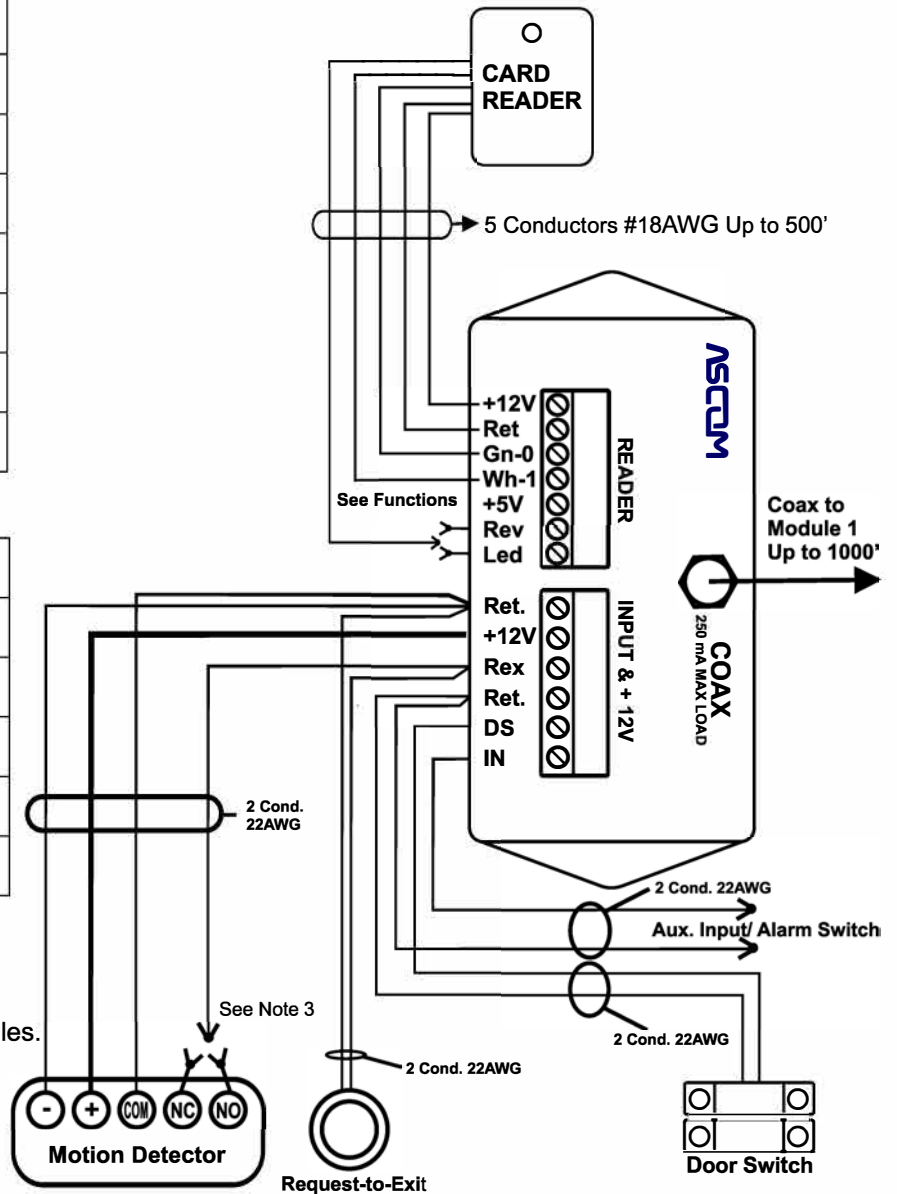 CARD
READER
5 Conductors #18AWG Up to 500’
ASCOM
+12V
Ret
Gn-0
Wh-1
+5V
Rev
Led
READER
See Functions
Coax to
Module 1
Up to 1000’
Ret.
+12V
Rex
Ret.
DS
IN
INPUT & + 12V
COAX
250 mA MAX LOAD
2 Cond.
22AWG
2 Cond. 22AWG
Aux. Input/ Alarm Switch
See Note 3
les.
2 Cond. 22AWG
2 Cond. 22AWG
- + COM NC NO
Motion Detector
Request-to-Exit
Door Switch